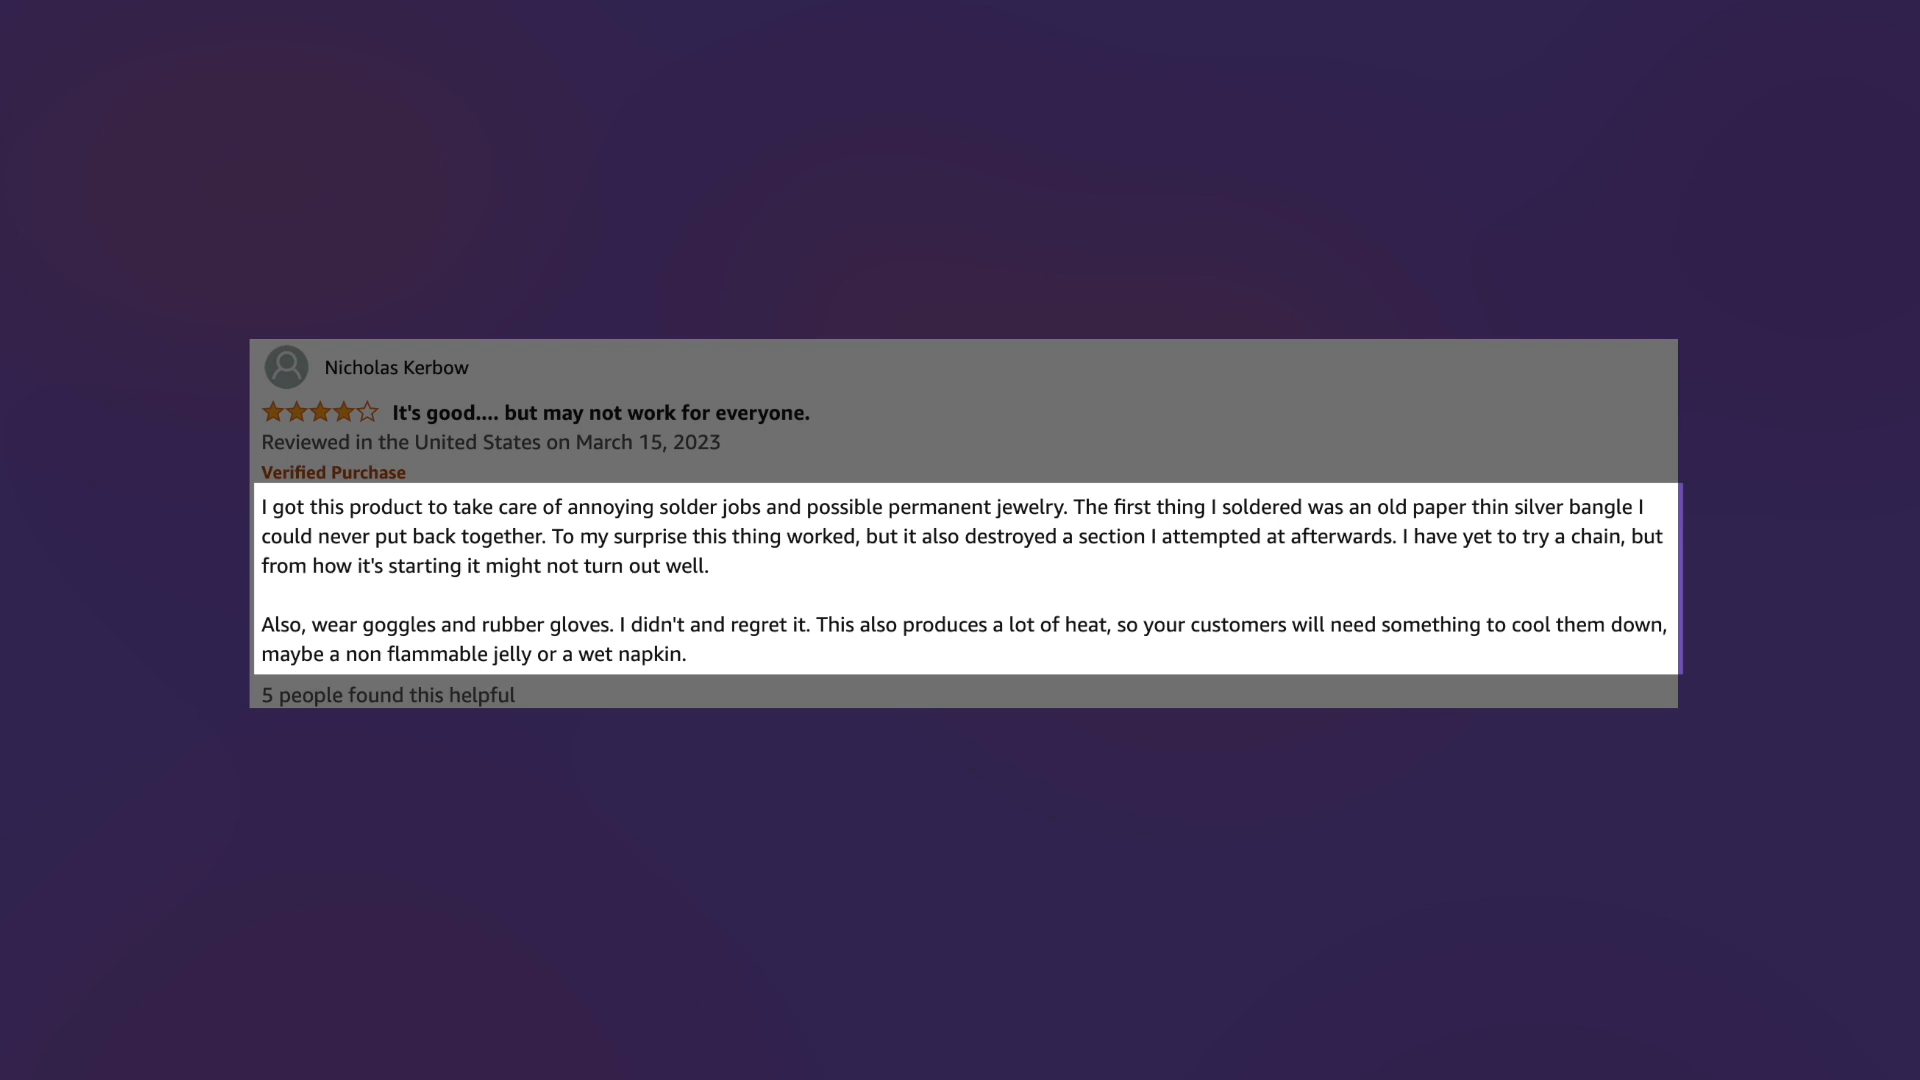 Nicholas Kerbow
It's good.... but may not work for everyone.
Reviewed in the United States on March 15, 2023
Verified Purchase
I got this product to take care of annoying solder jobs and possible permanent jewelry. The first thing I soldered was an old paper thin silver bangle I
could never put back together. To my surprise this thing worked, but it also destroyed a section I attempted at afterwards. I have yet to try a chain, but
from how it's starting it might not turn out well.
Also, wear goggles and rubber gloves. I didn't and regret it. This also produces a lot of heat, so your customers will need something to cool them down,
maybe a non flammable jelly or a wet napkin.
5 people found this helpful